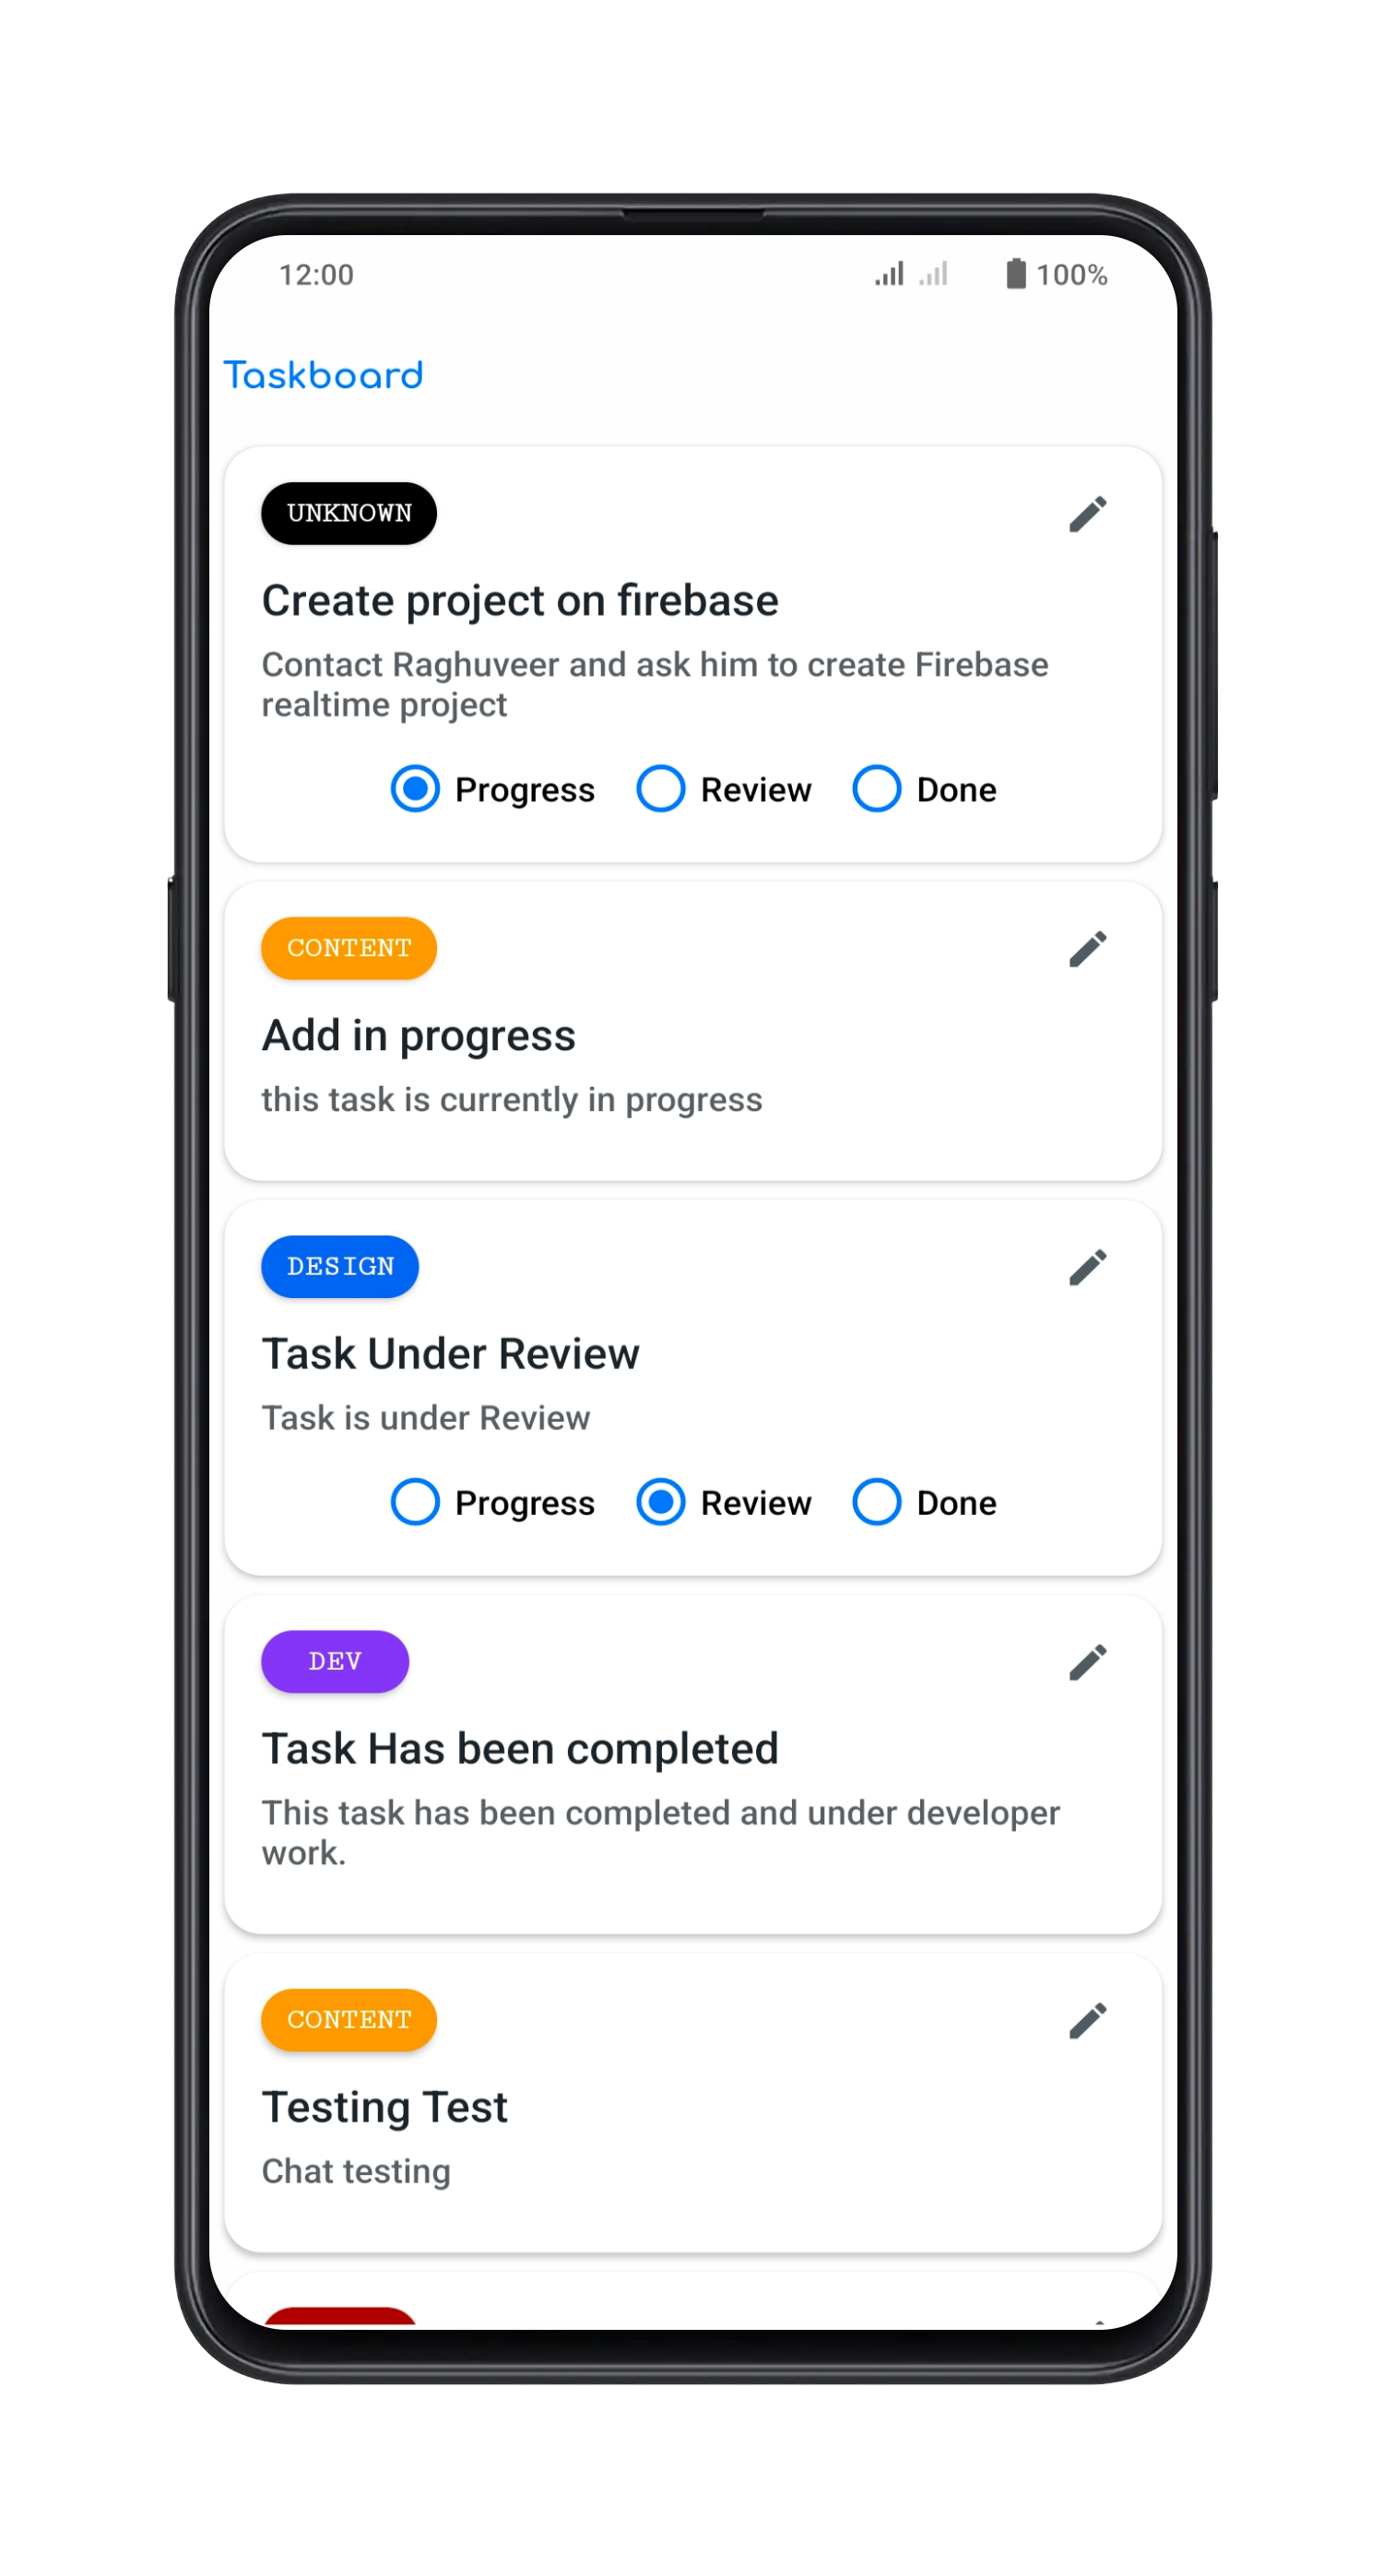 12:00 100%
Taskboard
UNKNOWN
Create project on firebase
Contact Raghuveer and ask him to create Firebase
realtime project
Progress Review Done
CONTENT
Add in progress
this task is currently in progress
DESIGN
Task Under Review
Task is under Review
Progress Review Done
DEV
Task Has been completed
This task has been completed and under developer
work.
CONTENT
Testing Test
Chat testing